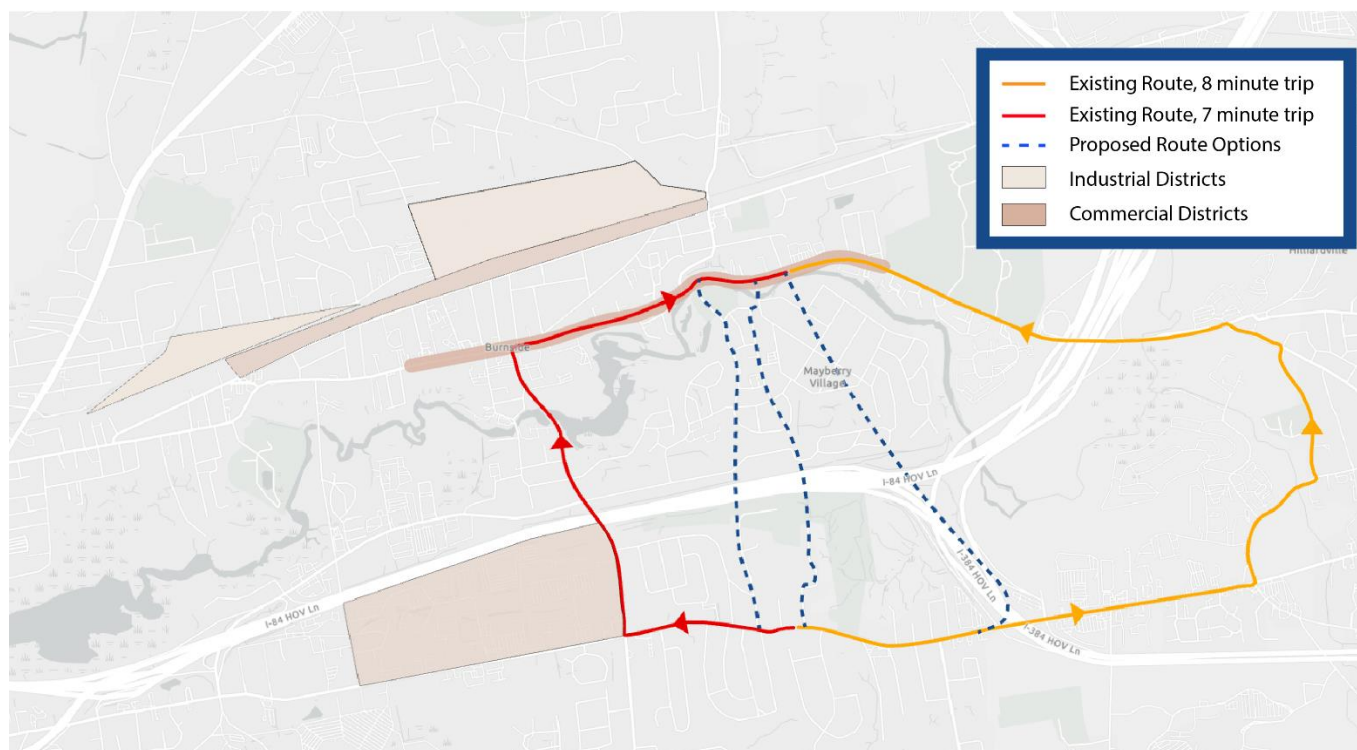 Existing Route, 8 minute trip
Existing Route, 7 minute trip
Proposed Route Options
Industrial Districts
Commercial Districts
Hilliardville
Burnside
Mayberry
Village
I-84 HOV Ln
I-84 HOV Ln
I-384 HOV Ln
I-384 HOV Ln